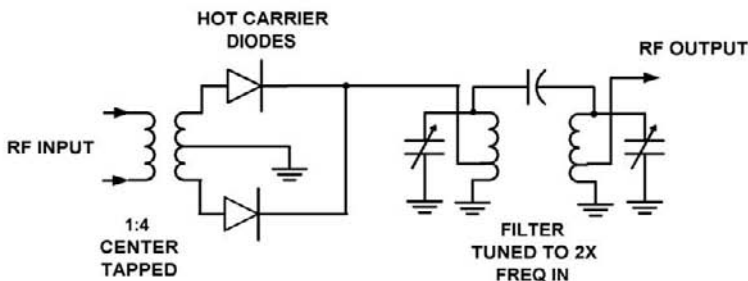 HOT CARRIER
DIODES
RF OUTPUT
RF INPUT
1:4
CENTER
TAPPED
FILTER
TUNED TO 2X
FREQ IN